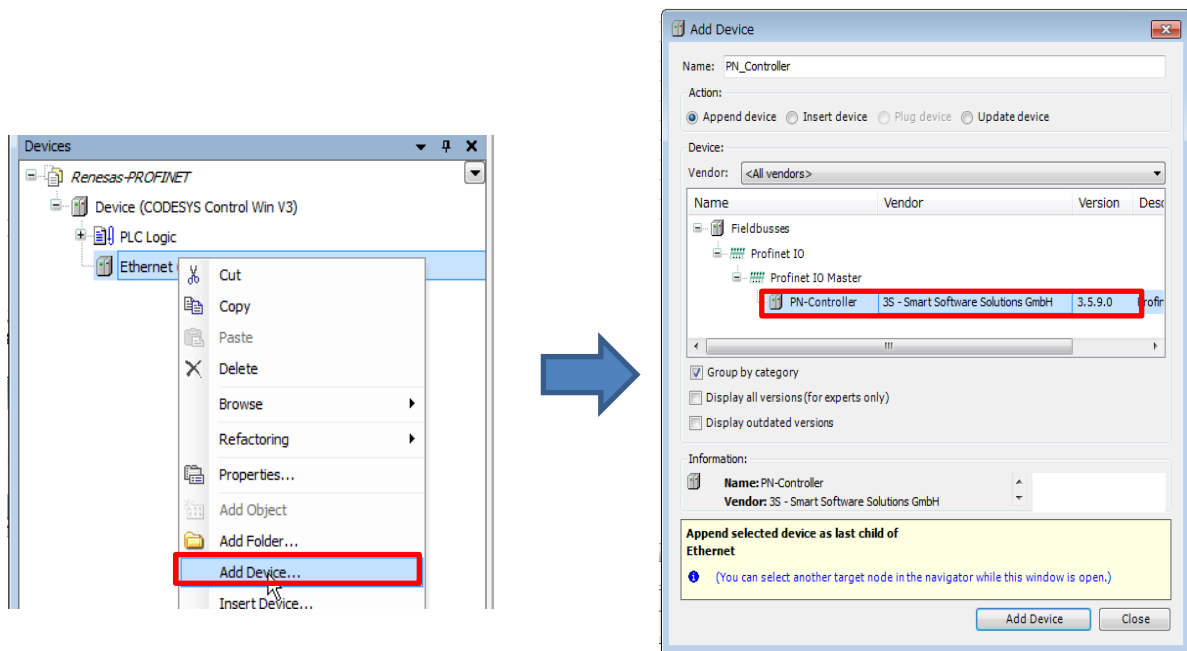 Devices
Renesas-PROFINET
Device (CODESYS Control Win V3)
PLC Logic
Ethernet
Cut
Copy
Paste
Delete
Browse
Refactoring
Properties...
Add Object
Add Folder...
Add Device...
Insert Device...
Add Device
Name: PN_Controller
Action:
Append device Insert device Plug device Update device
Device:
Vendor: <All vendors>
Name Vendor Version
Fieldbusses
Profinet IO
Profinet IO Master
PN-Controller 3S - Smart Software Solutions GmbH 3.5.9.0
Group by category
Display all versions (for experts only)
Display outdated versions
Information:
Name: PN-Controller
Vendor: 3S - Smart Software Solutions GmbH
Append selected device as last child of
Ethernet
(You can select another target node in the navigator while this window is open.)
Add Device Close